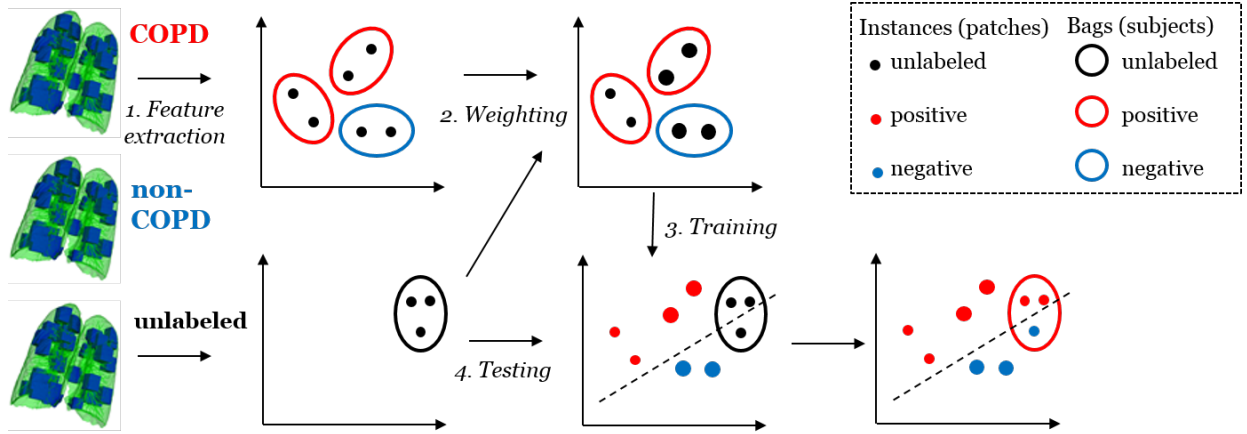 COPD
1. Feature
extraction
2. Weighting
non-
COPD
3. Training
unlabeled
4. Testing
Instances (patches)
unlabeled
positive
negative
Bags (subjects)
unlabeled
positive
negative